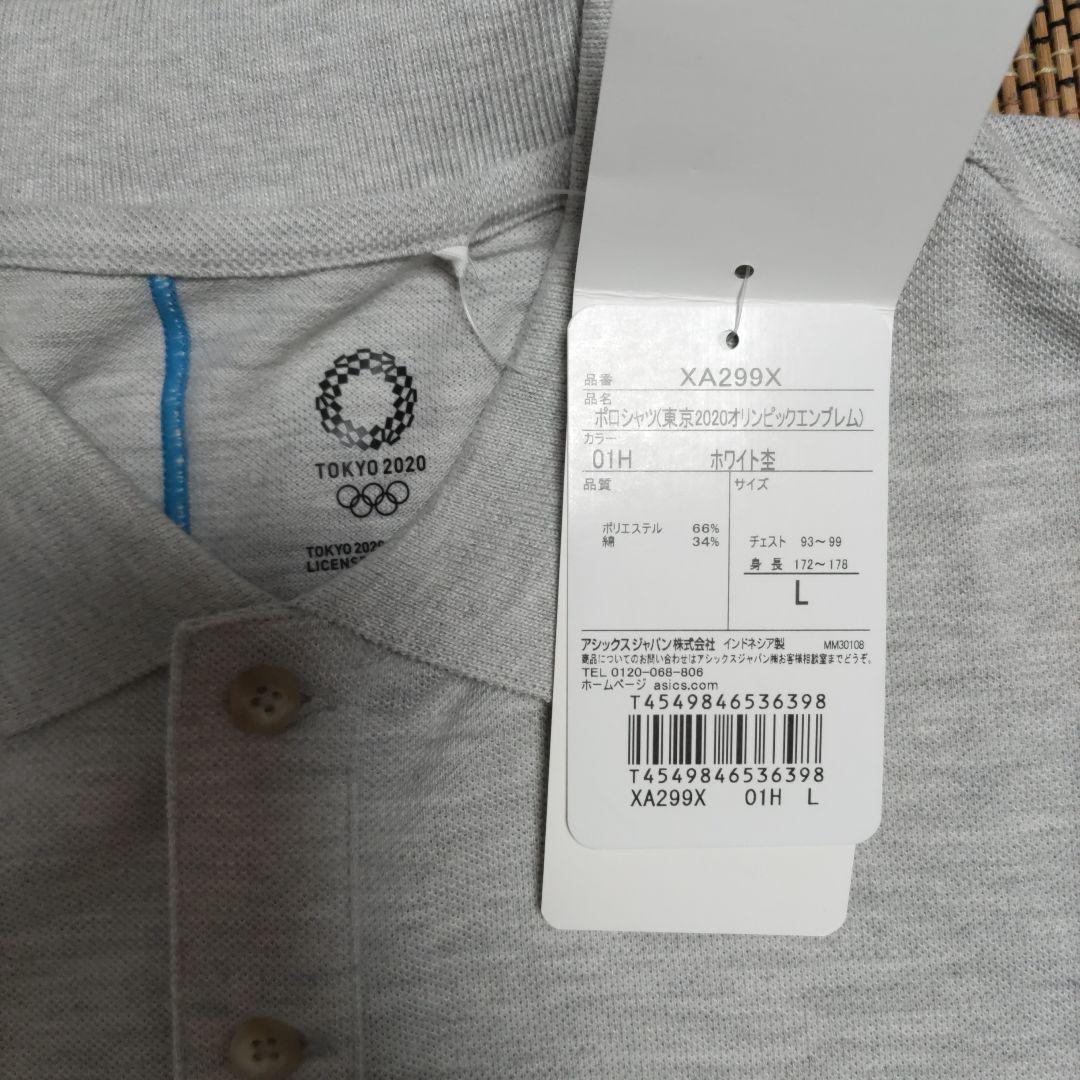 TOKYO 2020
TOKYO 2020
LICENS
品番 XA299X
品名
ポロシャツ(東京2020オリンピックエンブレム)
カラー
01H ホワイト杢
品質 サイズ
ポリエステル 66%
綿 34%
チェスト 93～99
身長 172～178
L
アシックスジャパン株式会社 インドネシア製 MM30108
商品についてのお問い合わせはアシックスジャパン㈱お客様相談室までどうぞ。
TEL 0120-068-806
ホームページ asics.com
T4549846536398
T4549846536398
XA299X 01H L